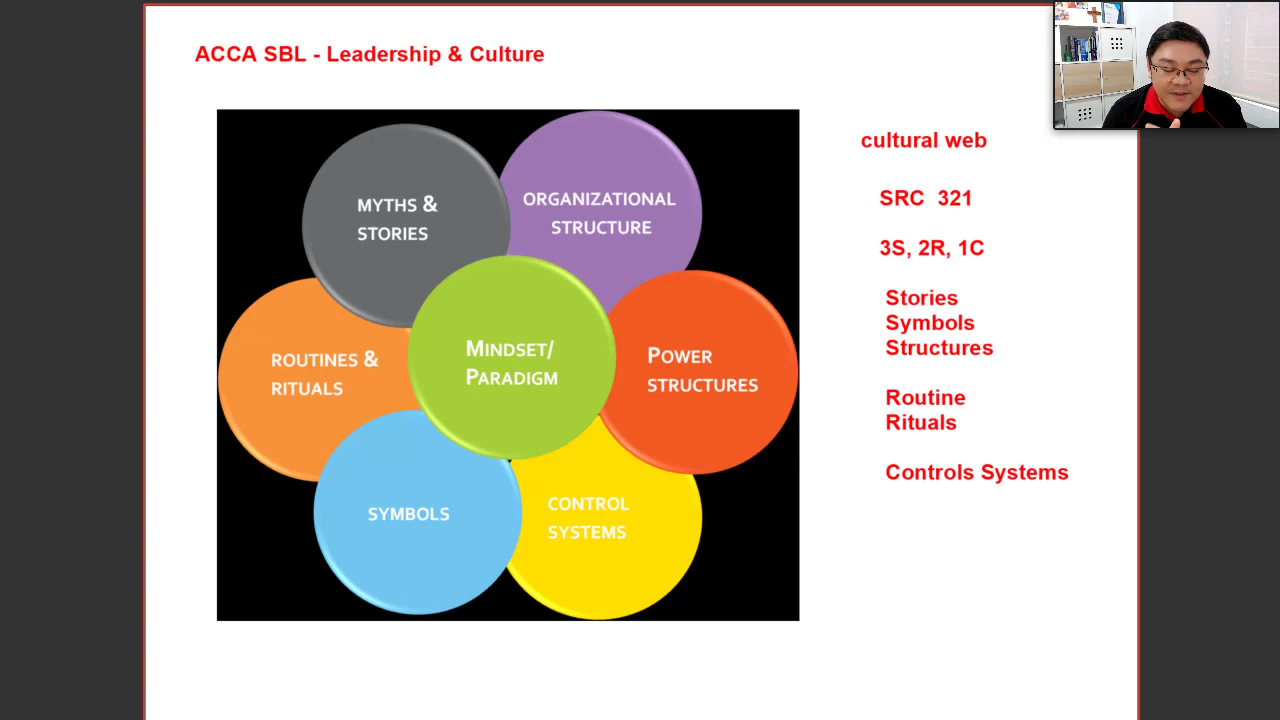 ACCA SBL - Leadership & Culture
MYTHS &
STORIES
ORGANIZATIONAL
STRUCTURE
ROUTINES &
RITUALS
MINDSET/
PARADIGM
POWER
STRUCTURES
SYMBOLS
CONTROL
SYSTEMS
cultural web
SRC 321
3S, 2R, 1C
Stories
Symbols
Structures
Routine
Rituals
Controls Systems